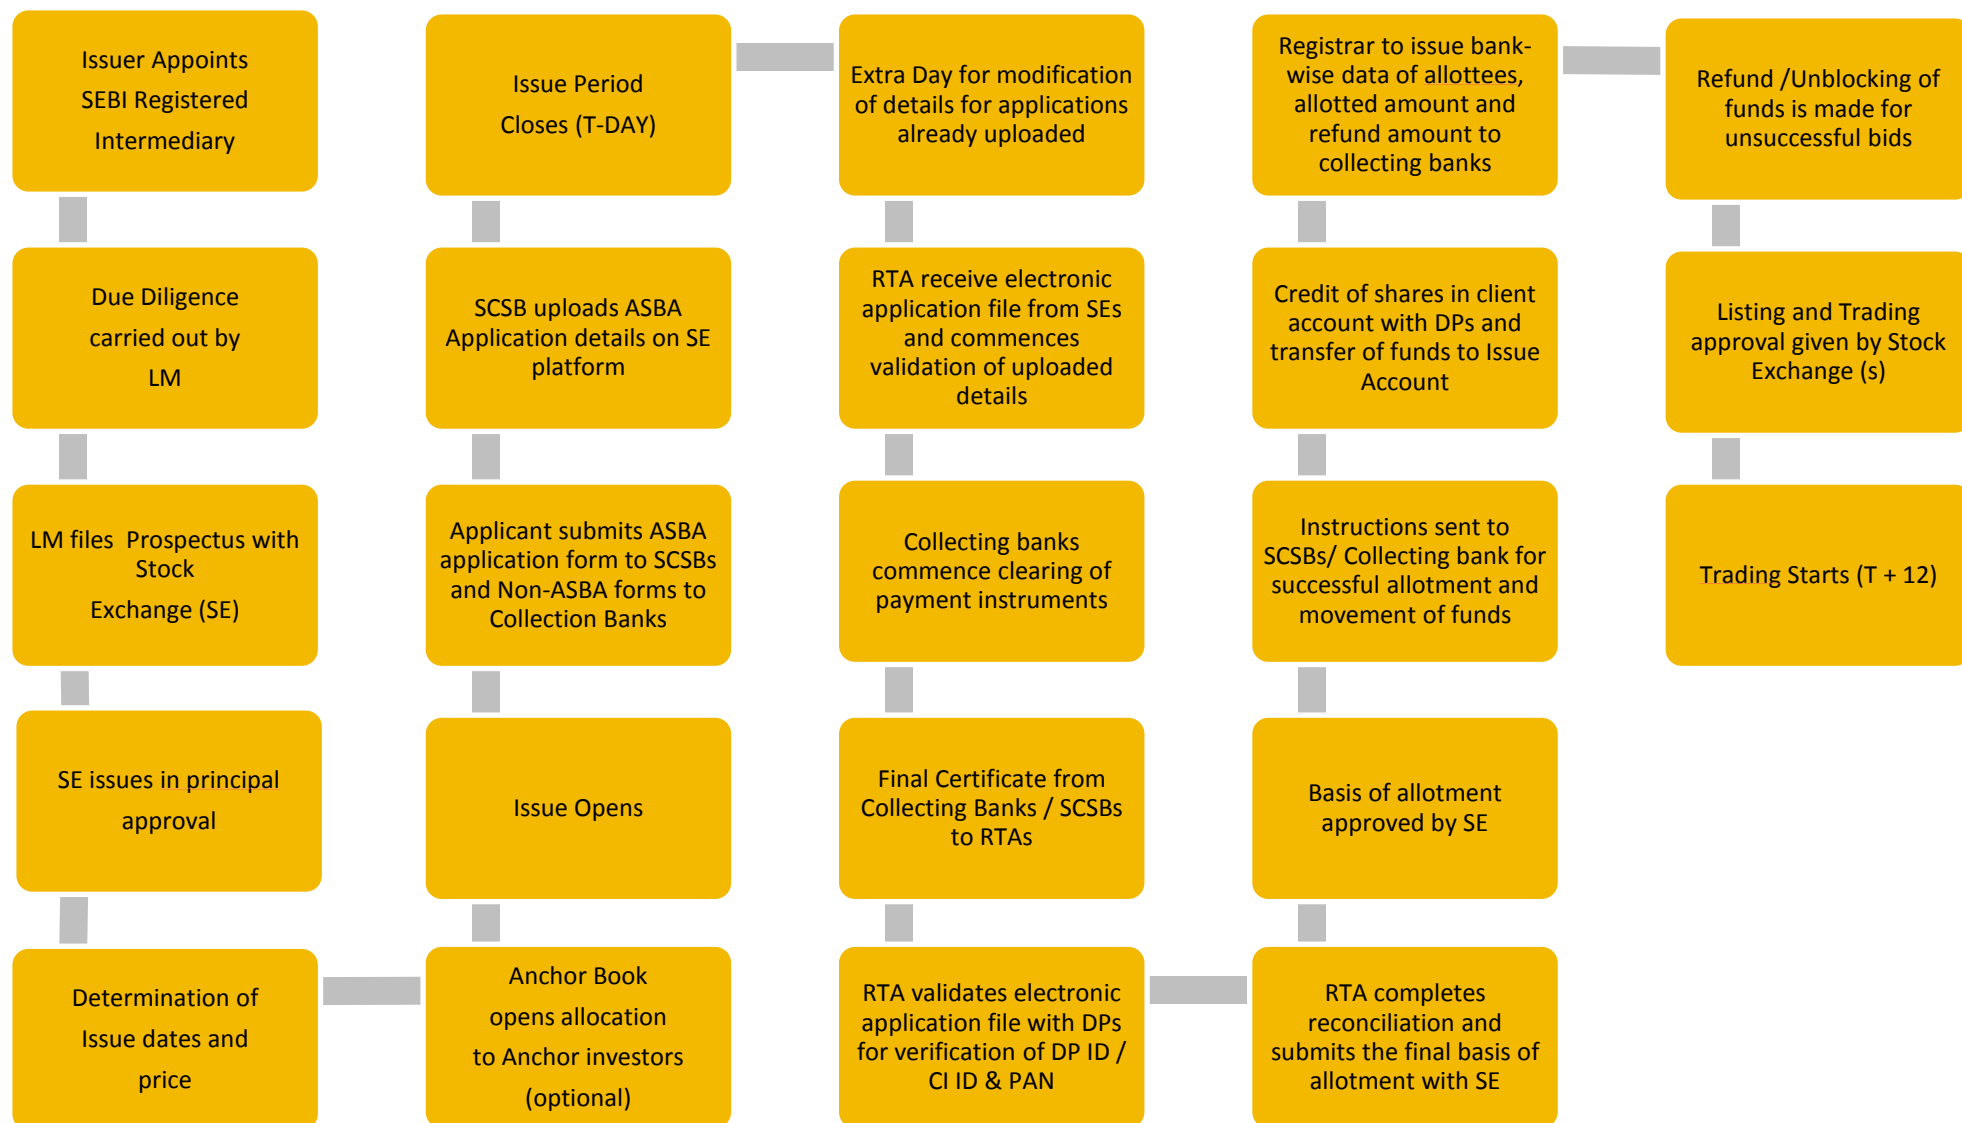 Issuer Appoints
SEBI Registered
Intermediary
Due Diligence
carried out by
LM
LM files  Prospectus with
Stock
Exchange (SE)
SE issues in principal
approval
Determination of
Issue dates and
price
Anchor Book
opens allocation
to Anchor investors
(optional)
Issue Opens
Applicant submits ASBA
application form to SCSBs
and Non-ASBA forms to
Collection Banks
SCSB uploads ASBA
Application details on SE
platform
Issue Period
Closes (T-DAY)
Extra Day for modification
of details for applications
already uploaded
RTA receive electronic
application file from SEs
and commences
validation of uploaded
details
Collecting banks
commence clearing of
payment instruments
Final Certificate from
Collecting Banks / SCSBs
to RTAs
RTA validates electronic
application file with DPs
for verification of DP ID /
CI ID & PAN
RTA completes
reconciliation and
submits the final basis of
allotment with SE
Basis of allotment
approved by SE
Instructions sent to
SCSBs/ Collecting bank for
successful allotment and
movement of funds
Credit of shares in client
account with DPs and
transfer of funds to Issue
Account
Registrar to issue bank-
wise data of allottees,
allotted amount and
refund amount to
collecting banks
Refund /Unblocking of
funds is made for
unsuccessful bids
Listing and Trading
approval given by Stock
Exchange (s)
Trading Starts (T + 12)